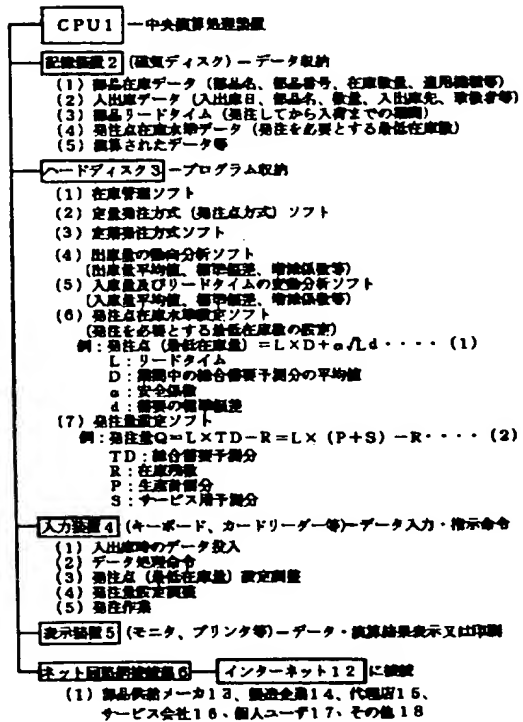 CPU1 ー中央演算処理装置
記憶装置2 (磁気ディスク) ーデータ収納
(1) 部品在庫データ (部品名、部品番号、在庫数量、適用機種等)
(2) 入出庫データ (入出庫日、部品名、数量、入出庫先、取扱者等)
(3) 部品リードタイム (発注してから入荷までの期間)
(4) 発注点在庫水準データ (発注を必要とする最低在庫数)
(5) 演算されたデータ等
ハードディスク3 ープログラム収納
(1) 在庫管理ソフト
(2) 定量発注方式 (発注点方式) ソフト
(3) 定期発注方式ソフト
(4) 出庫量の動向分析ソフト
(出庫量平均値、標準偏差、増減係数等)
(5) 入庫量及びリードタイムの変動分析ソフト
(入庫量平均値、標準偏差、増減係数等)
(6) 発注点在庫水準設定ソフト
(発注を必要とする最低在庫数の設定)
例:発注点 (最低在庫量) =L×D+α√Ld・・・・ (1)
L:リードタイム
D:期間中の総合需要予測分の平均値
α:安全係数
d:需要の標準偏差
(7) 発注量設定ソフト
例:発注量Q=L×TD−R=L× (P+S) −R・・・・ (2)
TD:総合需要予測分
R:在庫残数
P:生産計画分
S:サービス用予測分
入力装置4 (キーボード、カードリーダー等)ーデータ入力・指示命令
(1) 入出庫時のデータ投入
(2) データ処理命令
(3) 発注点 (最低在庫量)設定調整
(4) 発注量設定調整
(5) 発注作業
表示装置5 (モニタ、プリンタ等) ーデータ・演算結果表示又は印刷
ネット回路網接続器6 インターネット12 に接続
(1) 部品供給メーカ13、製造企業14、代理店15、
サービス会社16、個人ユーザ17、その他18